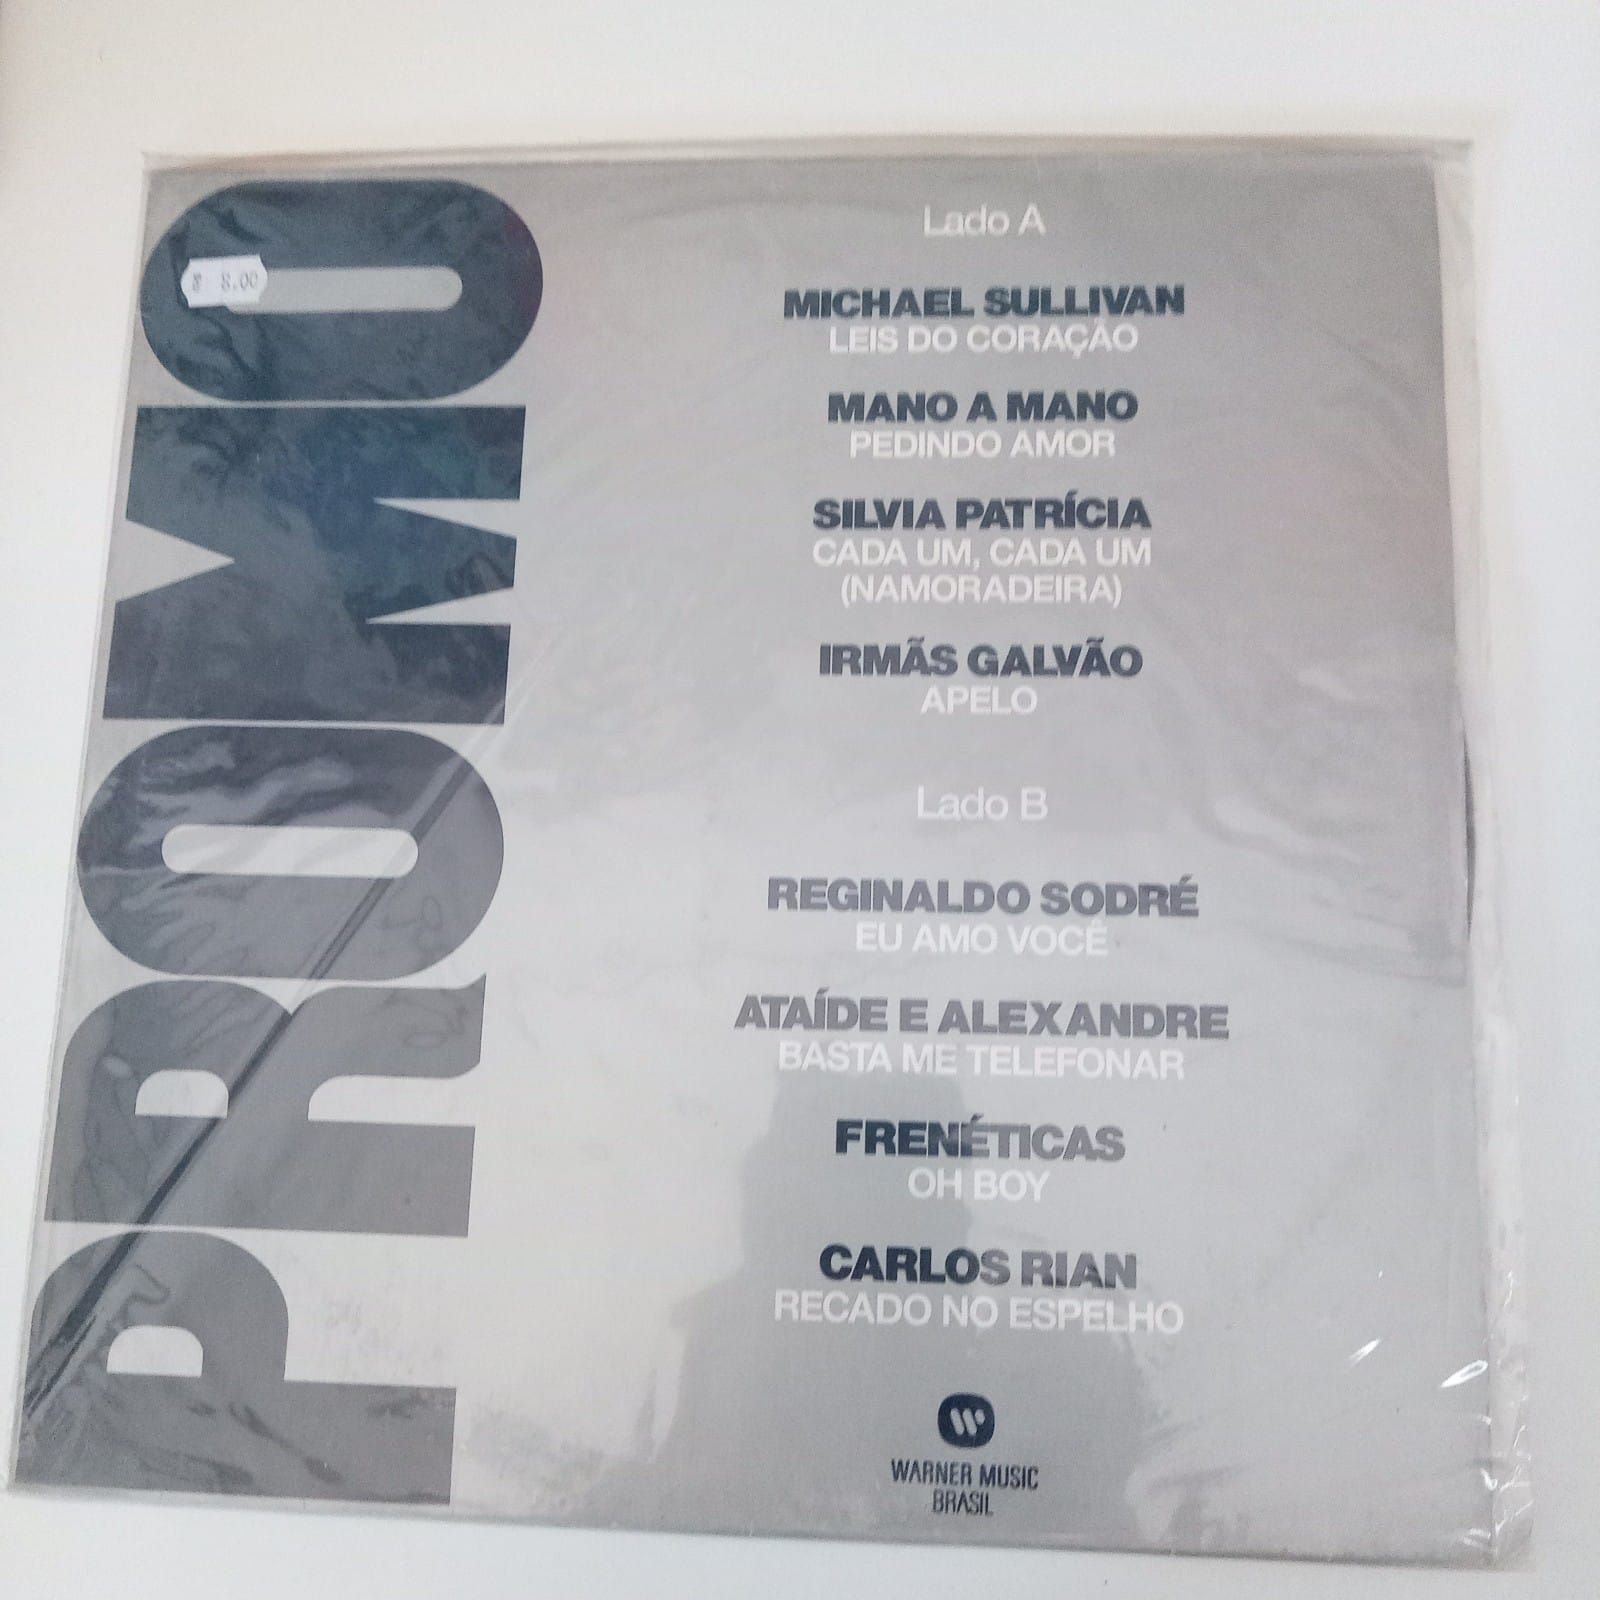 PROMO
8.00
Lado A
MICHAEL SULLIVAN
LEIS DO CORAÇÃO
MANO A MANO
PEDINDO AMOR
SILVIA PATRÍCIA
CADA UM, CADA UM
(NAMORADEIRA)
IRMÃS GALVÃO
APELO
Lado B
REGINALDO SODRÉ
EU AMO VOCÊ
ATAÍDE E ALEXANDRE
BASTA ME TELEFONAR
FRENÉTICAS
OH BOY
CARLOS RIAN
RECADO NO ESPELHO
WARNER MUSIC
BRASIL